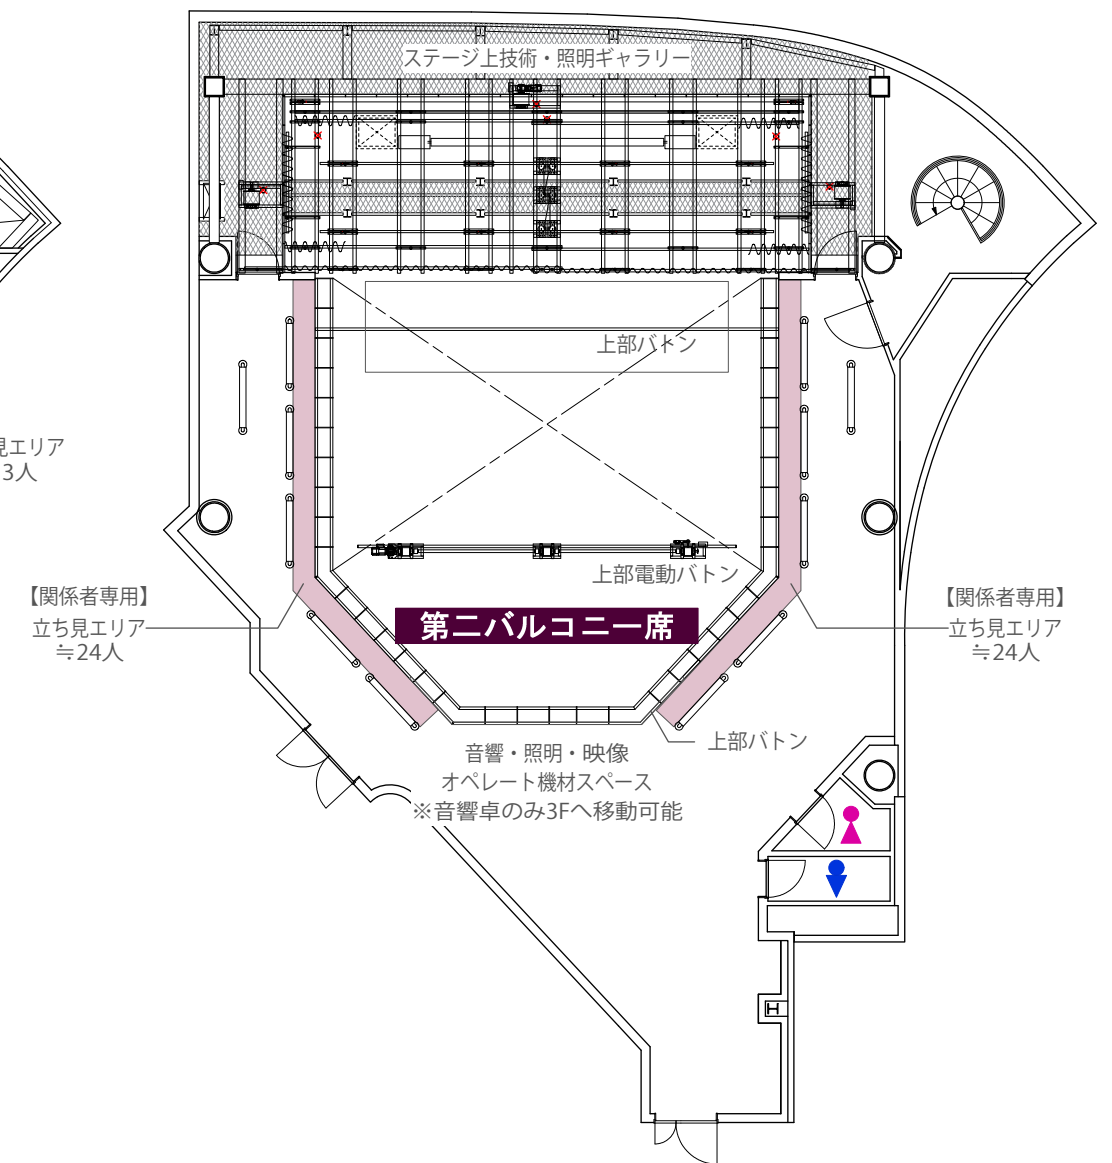 ステージ上技術・照明ギャラリー
上部バトン
見エリア
3人
上部電動バトン
【関係者専用】
立ち見エリア
≒24人
第二バルコニー席
【関係者専用】
立ち見エリア
≒24人
上部バトン
音響・照明・映像
オペレート機材スペース
※音響卓のみ3Fへ移動可能